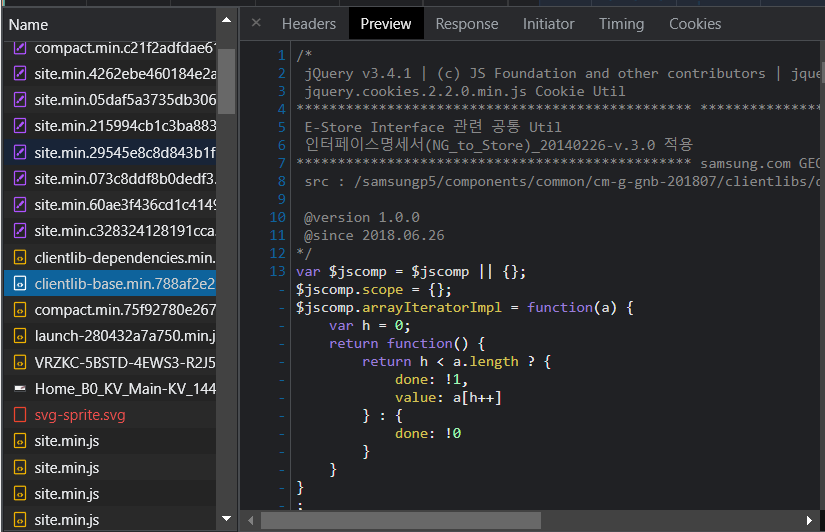 Name
compact.min.c21f2adfdae61
site.min.4262ebe460184e2a
site.min.05daf5a3735db306
site.min.215994cb1c3ba883
site.min.29545e8c8d843b1f
site.min.073c8ddf8b0dedf3.
site.min.60ae3f436cd1c4149
site.min.c328324128191cca.
clientlib-dependencies.min.
clientlib-base.min.788af2e2
compact.min.75f92780e267
launch-280432a7a750.min.j
VRZKC-5BSTD-4EWS3-R2J5
Home_B0_KV_Main-KV_144
svg-sprite.svg
site.min.js
site.min.js
site.min.js
site.min.js
× Headers Preview Response Initiator Timing Cookies
1 /*
2 jQuery v3.4.1 | (c) JS Foundation and other contributors | jque
3 jquery.cookies.2.2.0.min.js Cookie Util
4 ************************************************ ***************
5 E-Store Interface 관련 공통 Util
6 인터페이스명세서(NG_to_Store)_20140226-v.3.0 적용
7 ************************************************ samsung.com GEO
8 src : /samsungp5/components/common/cm-g-gnb-201807/clientlibs/
9
10 @version 1.0.0
11 @since 2018.06.26
12 */
13 var $jscomp = $jscomp || {};
- $jscomp.scope = {};
- $jscomp.arrayIteratorImpl = function(a) {
- var h = 0;
- return function() {
- return h < a.length ? {
- done: !1,
- value: a[h++]
- } : {
- done: !0
- }
- }
- }
- ;